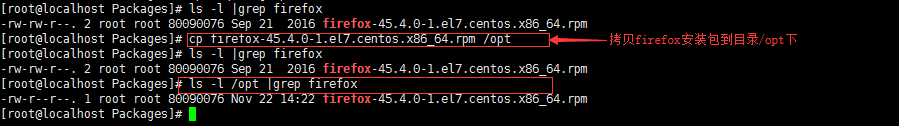 [root@localhost Packages]# ls -l |grep firefox
-rw-rw-r--. 2 root root 80090076 Sep 21  2016 firefox-45.4.0-1.el7.centos.x86_64.rpm
[root@localhost Packages]# cp firefox-45.4.0-1.el7.centos.x86_64.rpm /opt 拷贝firefox安装包到目录/opt下
[root@localhost Packages]# ls -l |grep firefox
-rw-rw-r--. 2 root root 80090076 Sep 21  2016 firefox-45.4.0-1.el7.centos.x86_64.rpm
[root@localhost Packages]# ls -l /opt |grep firefox
-rw-r--r--. 1 root root 80090076 Nov 22 14:22 firefox-45.4.0-1.el7.centos.x86_64.rpm
[root@localhost Packages]#